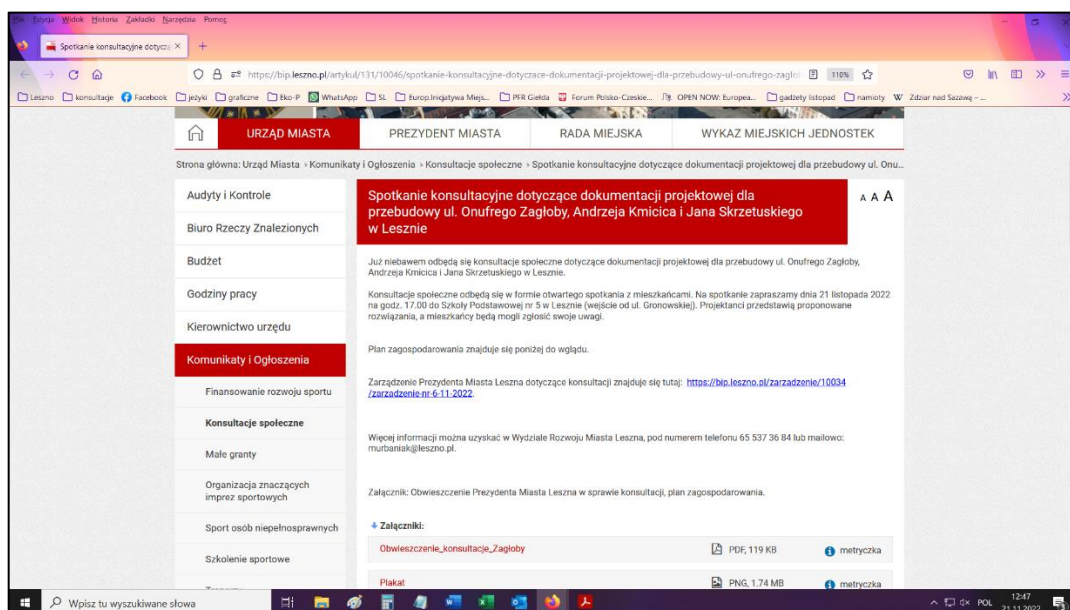 Plik Edycja Widok Historia Zakładki Narzędzia Pomoc
Spotkanie konsultacyjne dotycząc
https://bip.leszno.pl/artykul/131/10046/spotkanie-konsultacyjne-dotyczace-dokumentacji-projektowej-dla-przebudowy-ul-onufrego-zaglob
110%
Leszno konsultacje Facebook języki graficzne Eko-P WhatsApp SL Europ.Inicjatywa Miejs... PFR Giełda Forum Polsko-Czeskie... OPEN NOW: Europea... gadżety listopad namioty Zdziar nad Sazawą – ...
URZĄD MIASTA PREZYDENT MIASTA RADA MIEJSKA WYKAZ MIEJSKICH JEDNOSTEK
Strona główna: Urząd Miasta › Komunikaty i Ogłoszenia › Konsultacje społeczne › Spotkanie konsultacyjne dotyczące dokumentacji projektowej dla przebudowy ul. Onu...
Audyty i Kontrole
Biuro Rzeczy Znalezionych
Budżet
Godziny pracy
Kierownictwo urzędu
Komunikaty i Ogłoszenia
Finansowanie rozwoju sportu
Konsultacje społeczne
Małe granty
Organizacja znaczących
imprez sportowych
Sport osób niepełnosprawnych
Szkolenie sportowe
Spotkanie konsultacyjne dotyczące dokumentacji projektowej dla
przebudowy ul. Onufrego Zagłoby, Andrzeja Kmicica i Jana Skrzetuskiego
w Lesznie
A A A
Już niebawem odbędą się konsultacje społeczne dotyczące dokumentacji projektowej dla przebudowy ul. Onufrego Zagłoby,
Andrzeja Kmicica i Jana Skrzetuskiego w Lesznie.
Konsultacje społeczne odbędą się w formie otwartego spotkania z mieszkańcami. Na spotkanie zapraszamy dnia 21 listopada 2022
na godz. 17.00 do Szkoły Podstawowej nr 5 w Lesznie (wejście od ul. Gronowskiej). Projektanci przedstawią proponowane
rozwiązania, a mieszkańcy będą mogli zgłosić swoje uwagi.
Plan zagospodarowania znajduje się poniżej do wglądu.
Zarządzenie Prezydenta Miasta Leszna dotyczące konsultacji znajduje się tutaj: https://bip.leszno.pl/zarzadzenie/10034
/zarzadzenie-nr-6-11-2022.
Więcej informacji można uzyskać w Wydziale Rozwoju Miasta Leszna, pod numerem telefonu 65 537 36 84 lub mailowo:
murbaniak@leszno.pl.
Załącznik: Obwieszczenie Prezydenta Miasta Leszna w sprawie konsultacji, plan zagospodarowania.
Załączniki:
Obwieszczenie_konsultacje_Zagłoby PDF, 119 KB metryczka
Plakat PNG, 1.74 MB metryczka
Wpisz tu wyszukiwane słowa
POL
12:47
21.11.2022